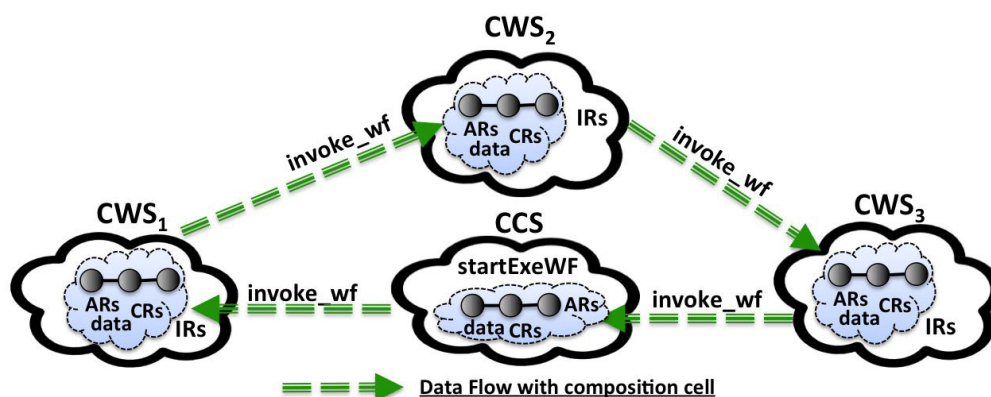 CWS2
IRs
ARs
CRs
data
invoke_wf
invoke_wf
CWS1
ARs
CRs
data
IRs
CCS
startExeWF
ARs
data CRs
CWS3
ARs
CRs
data
IRs
invoke_wf
invoke_wf
Data Flow with composition cell